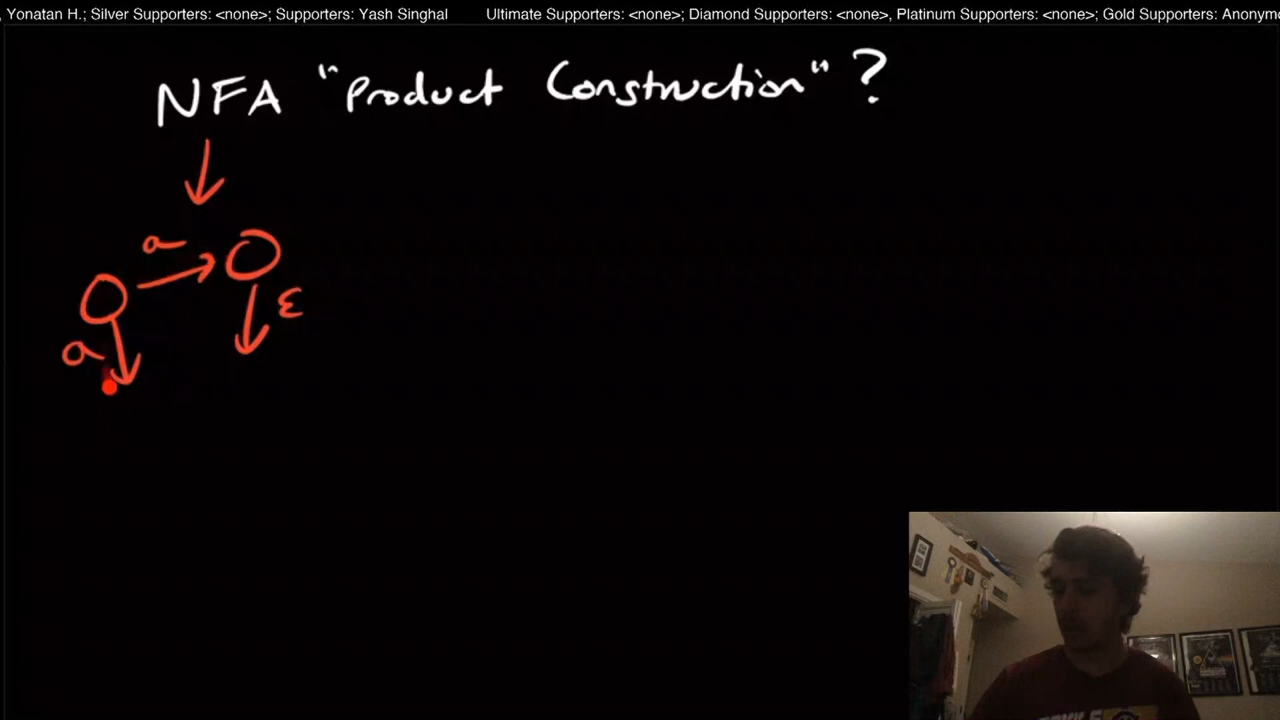 , Yonatan H.; Silver Supporters: <none>; Supporters: Yash Singhal Ultimate Supporters: <none>; Diamond Supporters: <none>, Platinum Supporters: <none>; Gold Supporters: Anonymo
NFA "Product Construction" ?
a
ε
a